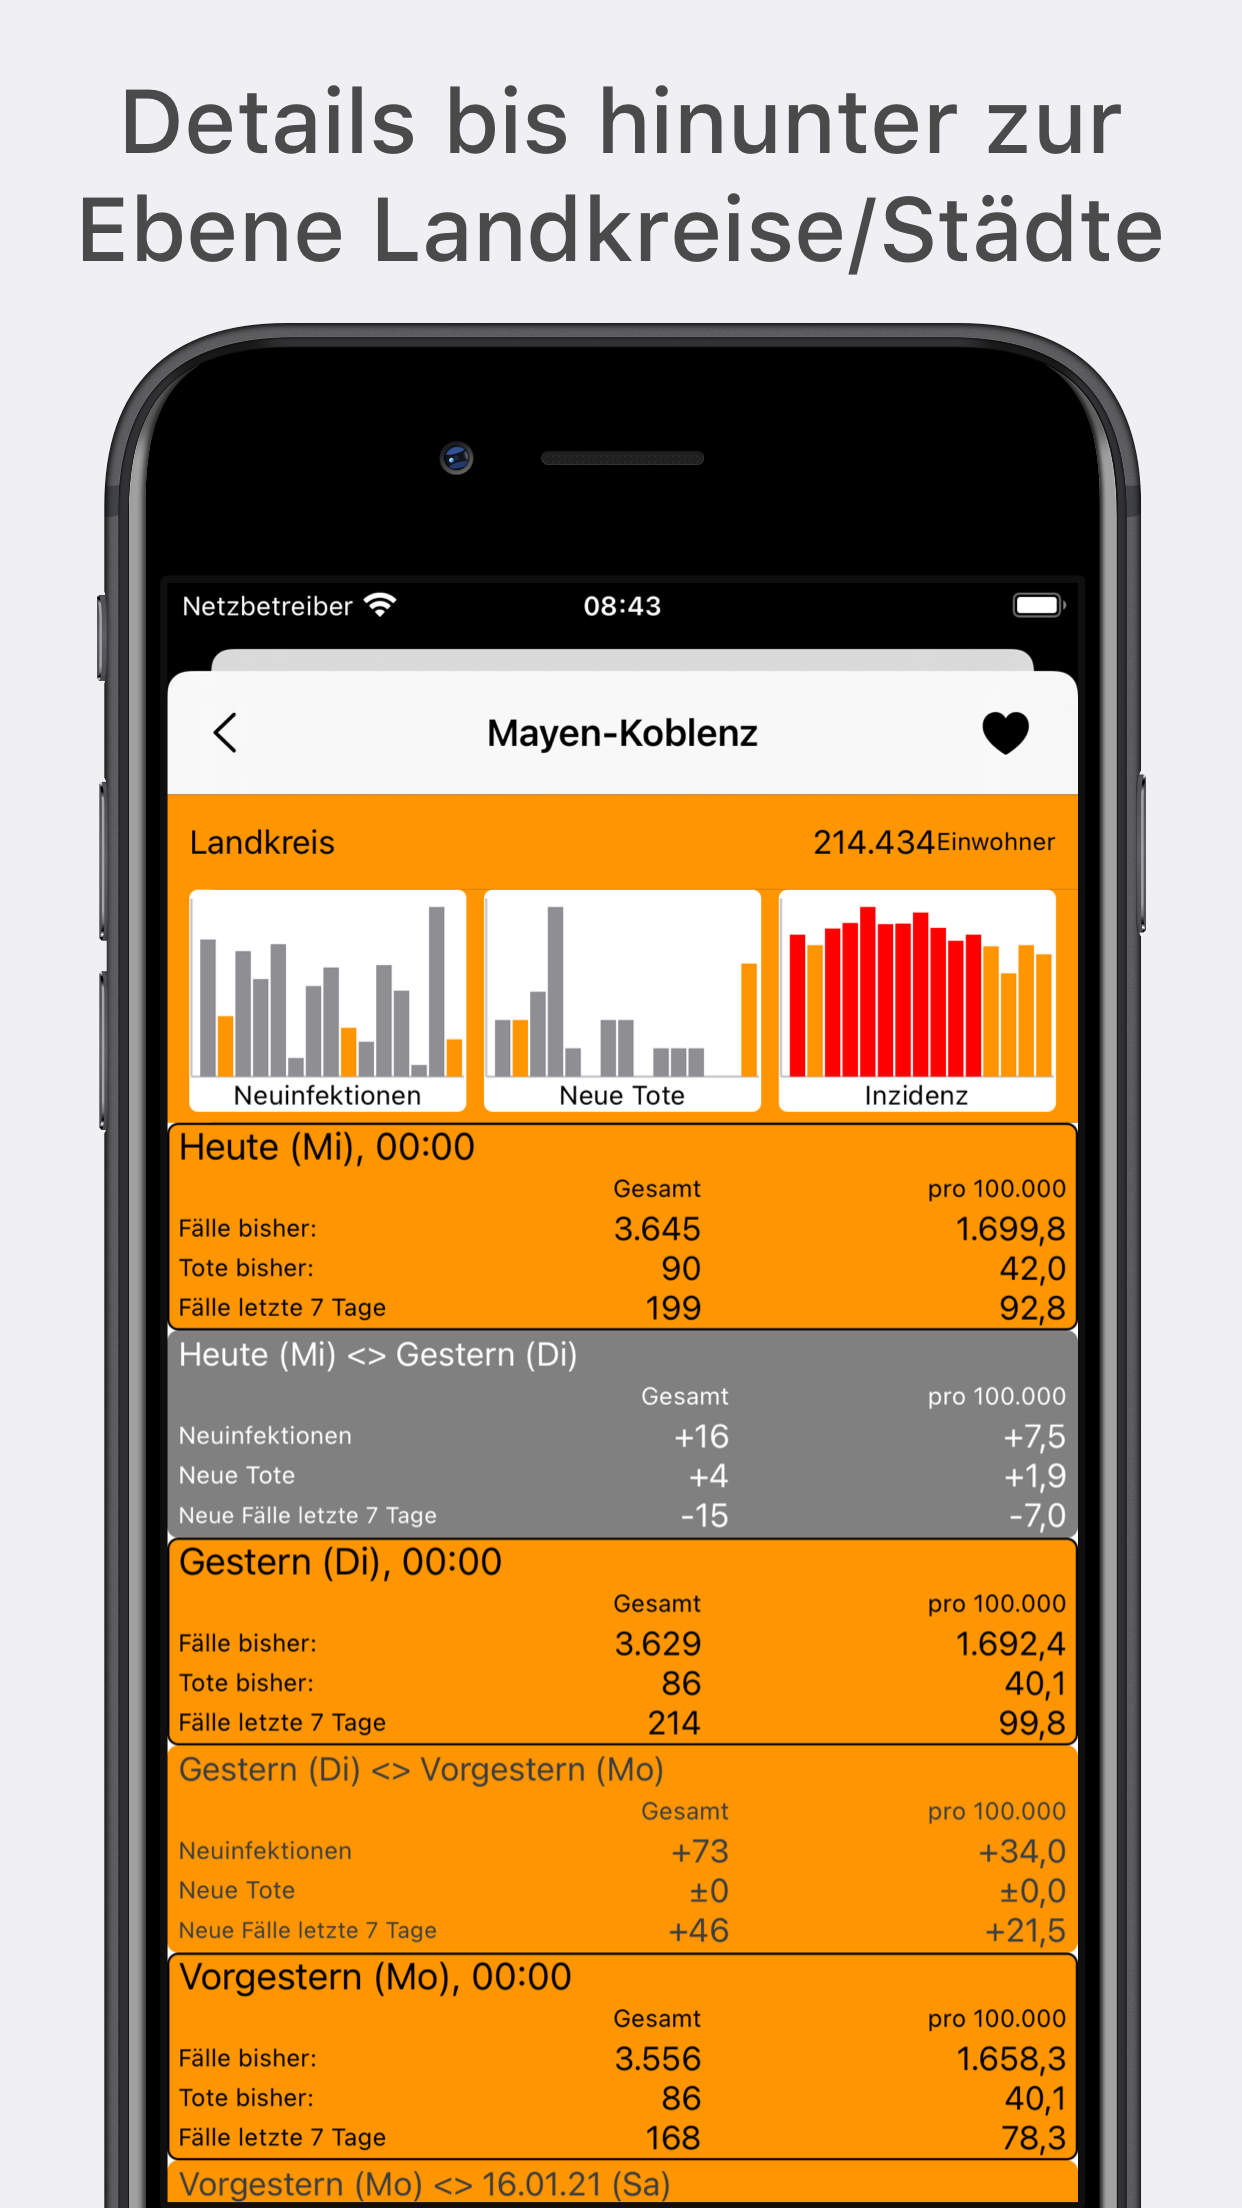 Details bis hinunter zur
Ebene Landkreise/Städte
Netzbetreiber 08:43
Mayen-Koblenz
Landkreis 214.434Einwohner
Neuinfektionen Neue Tote Inzidenz
Heute (Mi), 00:00
Gesamt pro 100.000
Fälle bisher: 3.645 1.699,8
Tote bisher: 90 42,0
Fälle letzte 7 Tage 199 92,8
Heute (Mi) <> Gestern (Di)
Gesamt pro 100.000
Neuinfektionen +16 +7,5
Neue Tote +4 +1,9
Neue Fälle letzte 7 Tage -15 -7,0
Gestern (Di), 00:00
Gesamt pro 100.000
Fälle bisher: 3.629 1.692,4
Tote bisher: 86 40,1
Fälle letzte 7 Tage 214 99,8
Gestern (Di) <> Vorgestern (Mo)
Gesamt pro 100.000
Neuinfektionen +73 +34,0
Neue Tote ±0 ±0,0
Neue Fälle letzte 7 Tage +46 +21,5
Vorgestern (Mo), 00:00
Gesamt pro 100.000
Fälle bisher: 3.556 1.658,3
Tote bisher: 86 40,1
Fälle letzte 7 Tage 168 78,3
Vorgestern (Mo) <> 16.01.21 (Sa)